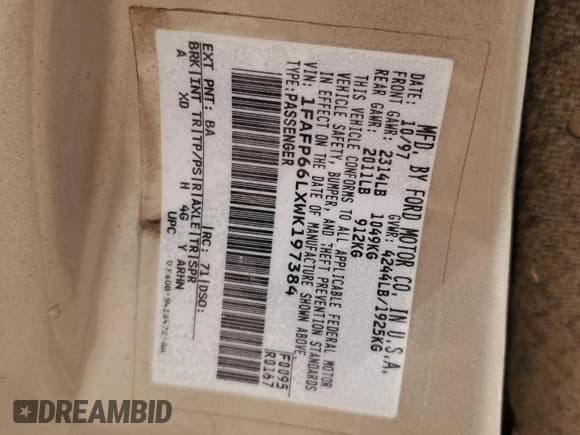 MFD. BY FORD MOTOR CO. IN U.S.A.
DATE: 10/97 GVWR: 4244LB/1925KG
FRONT GAWR: 2314LB 1049KG
REAR GAWR: 2011LB 912KG
THIS VEHICLE CONFORMS TO ALL APPLICABLE FEDERAL MOTOR
VEHICLE SAFETY, BUMPER, AND THEFT PREVENTION STANDARDS
IN EFFECT ON THE DATE OF MANUFACTURE SHOWN ABOVE.
VIN: 1FAFP66LXWK197384
TYPE: PASSENGER
F0095
R0167
EXT PNT: BA RC: 71 DSO:
BRK INT TR TP/PS R AXLE TR SPR
A XD H 4G Y ARHN
UPC
DREAMBID